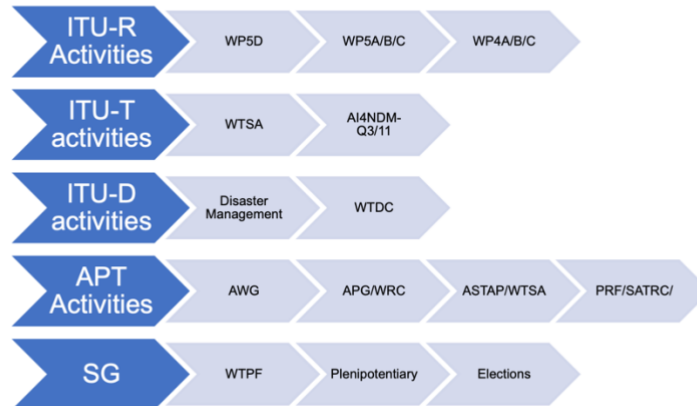 ITU-R
Activities
WP5D
WP5A/B/C
WP4A/B/C
ITU-T
activities
WTSA
AI4NDM-
Q3/11
ITU-D
activities
Disaster
Management
WTDC
APT
Activities
AWG
APG/WRC
ASTAP/WTSA
PRF/SATRC/
SG
WTPF
Plenipotentiary
Elections